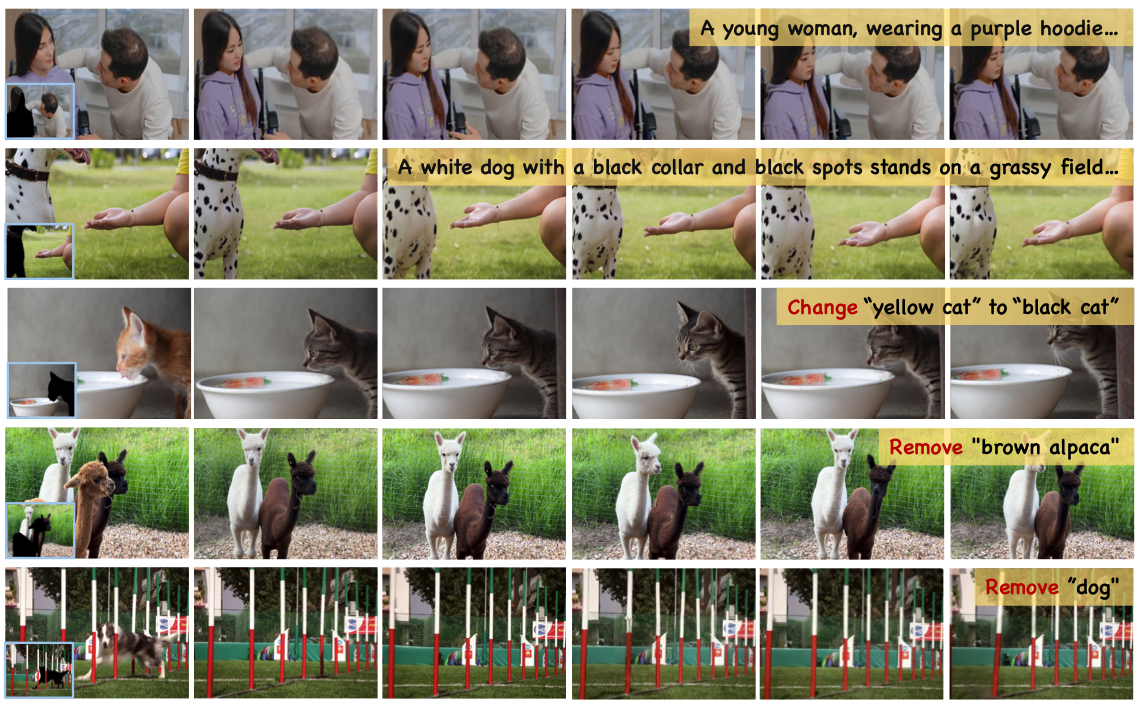 A young woman, wearing a purple hoodie...
A white dog with a black collar and black spots stands on a grassy field...
Change “yellow cat” to “black cat”
Remove "brown alpaca"
Remove “dog"